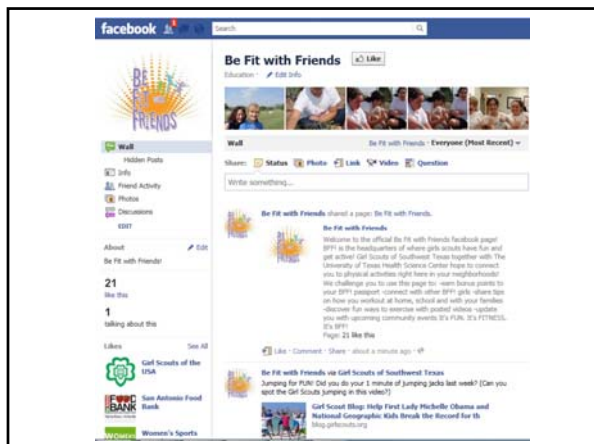 facebook
1
Search
BE
FIT
FRIENDS
Be Fit with Friends
Like
Education · Edit Info
Wall
Hidden Posts
Info
Friend Activity
Photos
Discussions
EDIT
About
Edit
Be Fit with Friends!
21
like this
1
talking about this
Likes
See All
Girl Scouts of the
USA
FOOD
BANK
San Antonio Food
Bank
Women's Sports
Wall
Be Fit with Friends · Everyone (Most Recent)
Share: Status Photo Link Video Question
Write something...
Be Fit with Friends shared a page: Be Fit with Friends.
Be Fit with Friends
Welcome to the official Be Fit with Friends facebook page!
BFF! is the headquarters of where girls scouts have fun and
get active! Girl Scouts of Southwest Texas together with The
University of Texas Health Science Center hope to connect
you to physical activities right here in your neighborhoods!
We challenge you to use this page to: -earn bonus points to
your BFF! passport -connect with other BFF! girls -share tips
on how you workout at home, school and with your families
-discover fun ways to exercise with posted videos -update
you with upcoming community events It's FUN. It's FITNESS.
It's BFF!
Page: 21 like this
Like · Comment · Share · about a minute ago ·
Be Fit with Friends via Girl Scouts of Southwest Texas
Jumping for FUN! Did you do your 1 minute of jumping jacks last week? (Can you
spot the Girl Scouts jumping in this video?)
Girl Scout Blog: Help First Lady Michelle Obama and
National Geographic Kids Break the Record for th
blog.girlscouts.org